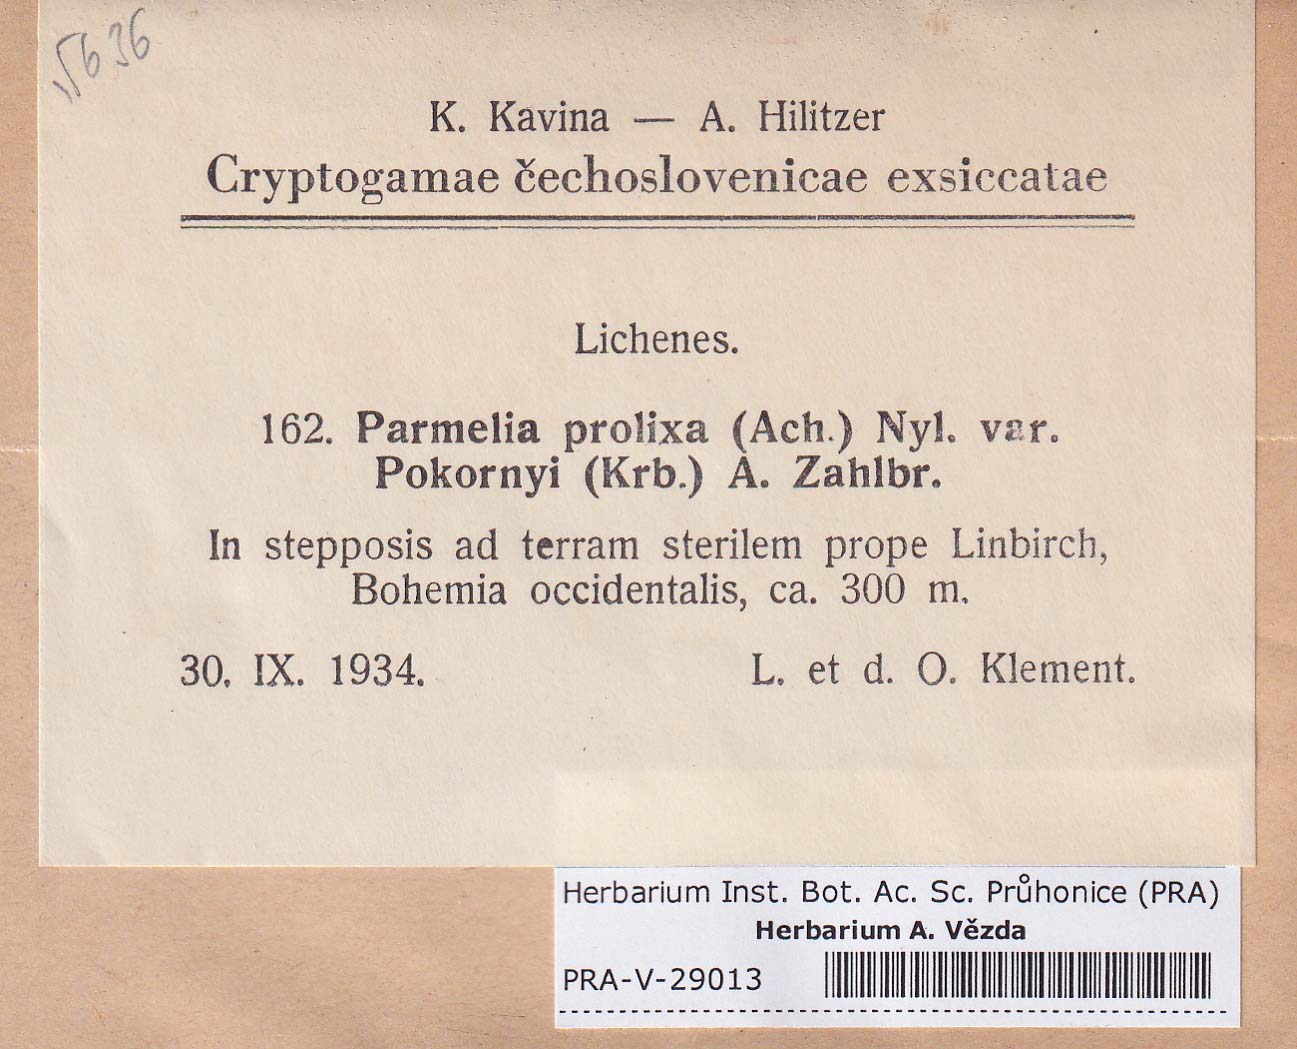 5636
K. Kavina — A. Hilitzer
Cryptogamae čechoslovenicae exsiccatae
Lichenes.
162. Parmelia prolixa (Ach.) Nyl. var.
Pokornyi (Krb.) A. Zahlbr.
In stepposis ad terram sterilem prope Linbirch,
Bohemia occidentalis, ca. 300 m.
30. IX. 1934. L. et d. O. Klement.
Herbarium Inst. Bot. Ac. Sc. Průhonice (PRA)
Herbarium A. Vězda
PRA-V-29013